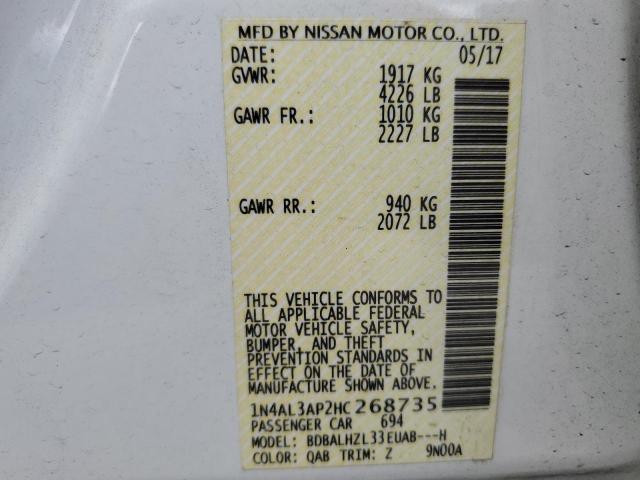 MFD BY NISSAN MOTOR CO., LTD.
DATE: 05/17
GVWR: 1917 KG
4226 LB
GAWR FR.: 1010 KG
2227 LB
GAWR RR.: 940 KG
2072 LB
THIS VEHICLE CONFORMS TO
ALL APPLICABLE FEDERAL
MOTOR VEHICLE SAFETY,
BUMPER, AND THEFT
PREVENTION STANDARDS IN
EFFECT ON THE DATE OF
MANUFACTURE SHOWN ABOVE.
1N4AL3AP2HC268735
PASSENGER CAR 694
MODEL: BDBALHZL33EUAB---H
COLOR: QAB TRIM: Z 9N00A